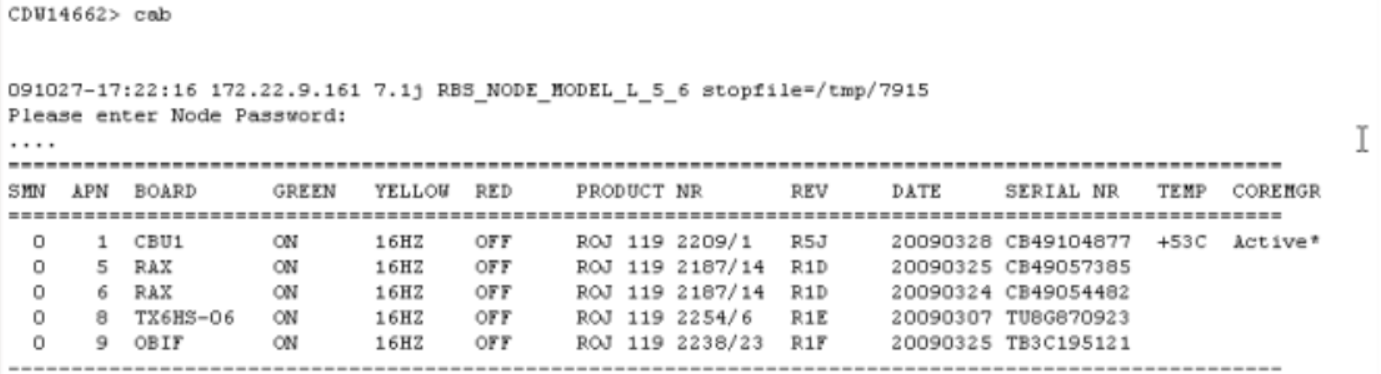 CDW14662> cab
091027-17:22:16 172.22.9.161 7.1j RBS_NODE_MODEL_L_5_6 stopfile=/tmp/7915
Please enter Node Password:
....
=====================================================================================================
SMN  APN  BOARD      GREEN   YELLOW  RED     PRODUCT NR       REV     DATE     SERIAL NR   TEMP  COREMGR
=====================================================================================================
  0    1  CBU1       ON      16HZ    OFF     ROJ 119 2209/1   R5J     20090328 CB49104877  +53C  Active*
  0    5  RAX        ON      16HZ    OFF     ROJ 119 2187/14  R1D     20090325 CB49057385
  0    6  RAX        ON      16HZ    OFF     ROJ 119 2187/14  R1D     20090324 CB49054482
  0    8  TX6HS-06   ON      16HZ    OFF     ROJ 119 2254/6   R1E     20090307 TU8G870923
  0    9  OBIF       ON      16HZ    OFF     ROJ 119 2238/23  R1F     20090325 TB3C195121
-----------------------------------------------------------------------------------------------------